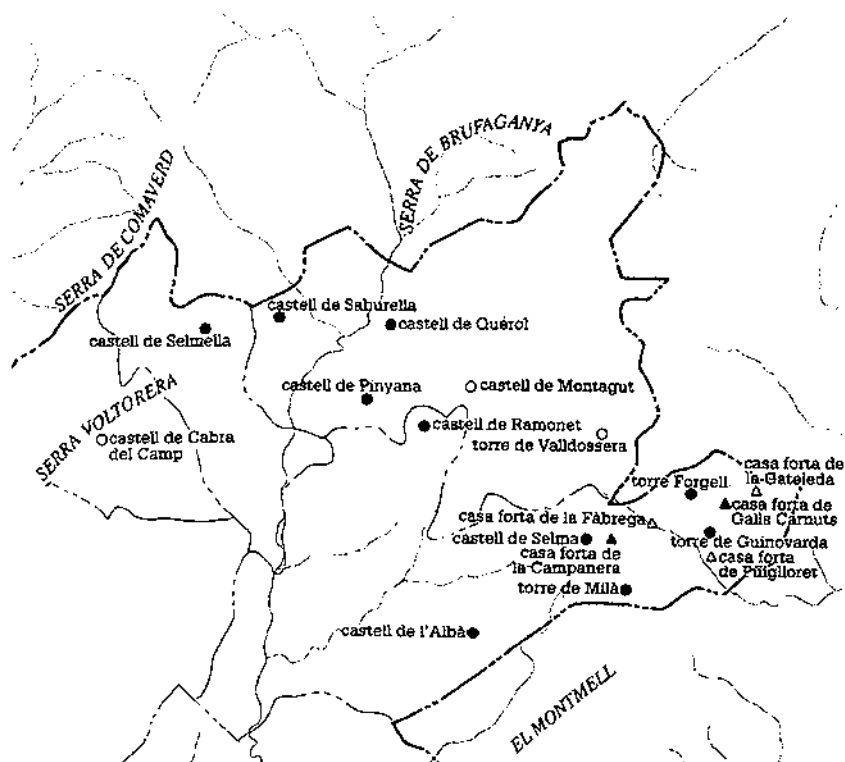 SERRA DE BRUFAGANYA
SERRA DE COMAVERD
castell de Saburella
castell de Selmella
castell de Querol
castell de Pinyana
castell de Montagut
SERRA VOLTORERA
castell de Cabra
del Camp
castell de Ramonet
torre de Valldossera
casa forta de
la Gateleda
torre Forgell
casa forta de
Galls Carnuts
casa forta de la Fàbrega
castell de Selma
torre de Guinovarda
casa forta de
la Campanera
casa forta
de Puiglloret
torre de Milà
castell de l'Albà
EL MONTMELL